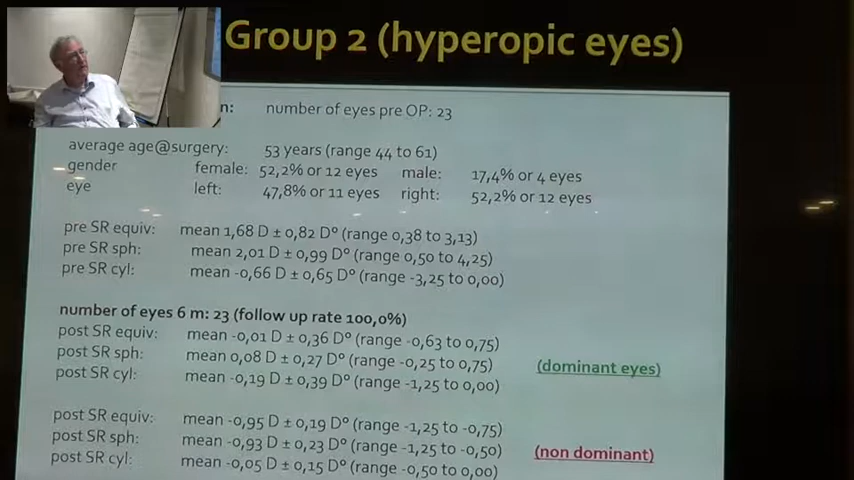 Group 2 (hyperopic eyes)
n: number of eyes pre OP: 23
average age@surgery: 53 years (range 44 to 61)
gender female: 52,2% or 12 eyes male: 17,4% or 4 eyes
eye left: 47,8% or 11 eyes right: 52,2% or 12 eyes
pre SR equiv: mean 1,68 D ± 0,82 D° (range 0,38 to 3,13)
pre SR sph: mean 2,01 D ± 0,99 D° (range 0,50 to 4,25)
pre SR cyl: mean -0,66 D ± 0,65 D° (range -3,25 to 0,00)
number of eyes 6 m: 23 (follow up rate 100,0%)
post SR equiv: mean -0,01 D ± 0,36 D° (range -0,63 to 0,75)
post SR sph: mean 0,08 D ± 0,27 D° (range -0,25 to 0,75)
(dominant eyes)
post SR cyl: mean -0,19 D ± 0,39 D° (range -1,25 to 0,00)
post SR equiv: mean -0,95 D ± 0,19 D° (range -1,25 to -0,75)
post SR sph: mean -0,93 D ± 0,23 D° (range -1,25 to -0,50)
(non dominant)
post SR cyl: mean -0,05 D ± 0,15 D° (range -0,50 to 0,00)